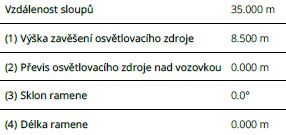 Vzdálenost sloupů 35.000 m
(1) Výška zavěšení osvětlovacího zdroje 8.500 m
(2) Převis osvětlovacího zdroje nad vozovkou 0.000 m
(3) Sklon ramene 0.0°
(4) Délka ramene 0.000 m